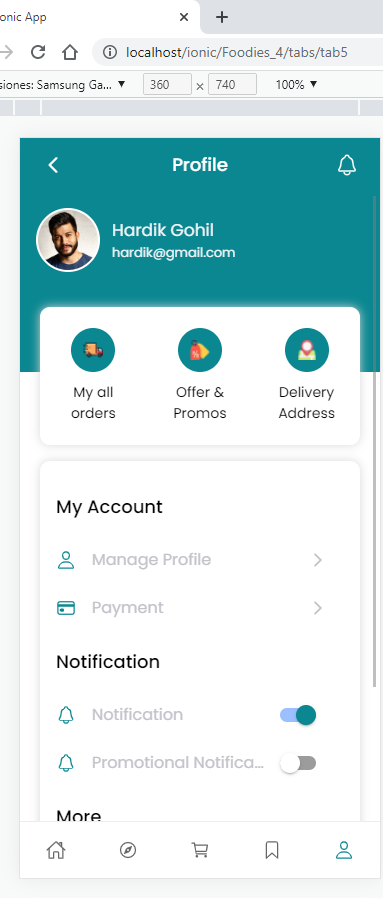 onic App
localhost/ionic/Foodies_4/tabs/tab5
siones: Samsung Ga... ▼ 360 × 740 100% ▼
Profile
Hardik Gohil
hardik@gmail.com
My all
orders
Offer &
Promos
Delivery
Address
My Account
Manage Profile
Payment
Notification
Notification
Promotional Notifica...
More